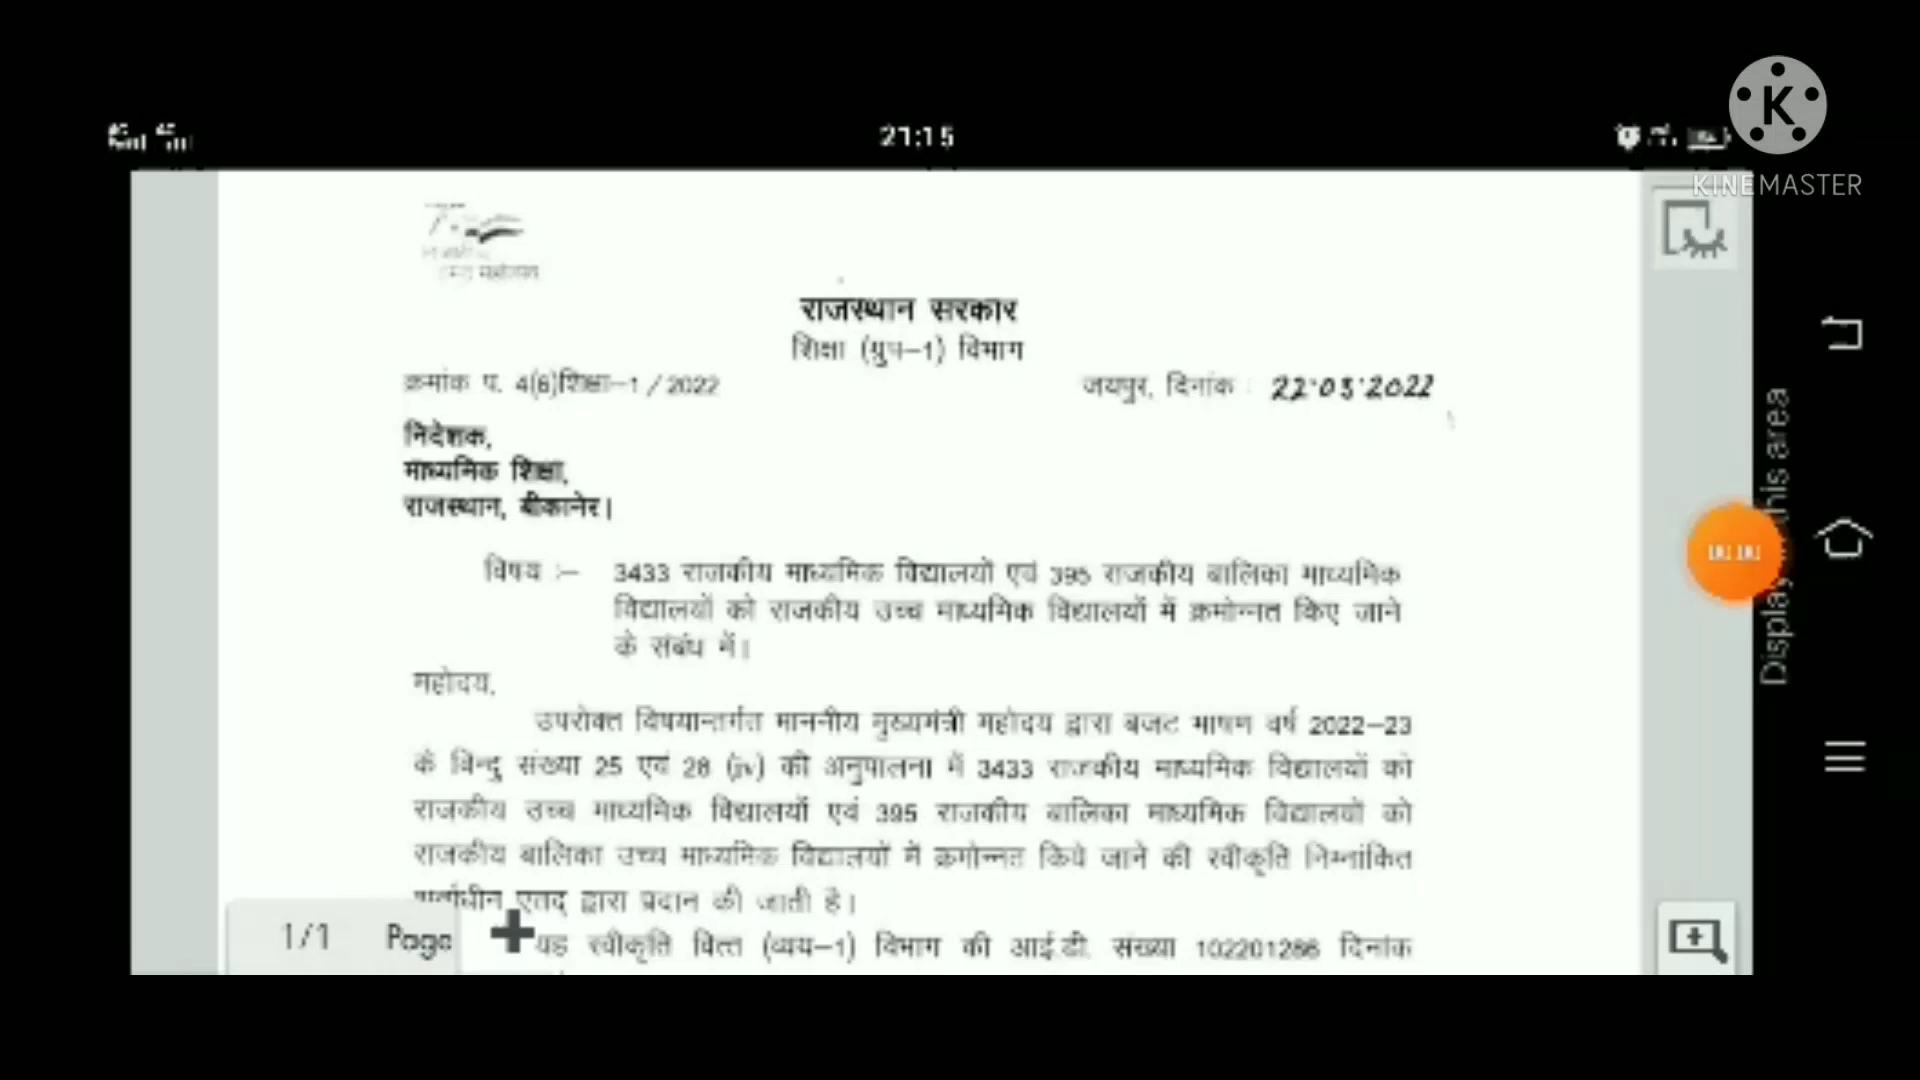 21:15
KINEMASTER
राजस्थान सरकार
शिक्षा (ग्रुप-1) विभाग
क्रमांक प. 4(6)शिक्षा-1 / 2022
जयपुर, दिनांक : 22.03.2022
निदेशक,
माध्यमिक शिक्षा,
राजस्थान, बीकानेर।
विषय :- 3433 राजकीय माध्यमिक विद्यालयों एवं 395 राजकीय बालिका माध्यमिक
विद्यालयों को राजकीय उच्च माध्यमिक विद्यालयों में क्रमोन्नत किए जाने
के संबंध में।
महोदय,
उपरोक्त विषयान्तर्गत माननीय मुख्यमंत्री महोदय द्वारा बजट भाषण वर्ष 2022-23
के बिन्दु संख्या 25 एवं 28 (iv) की अनुपालना में 3433 राजकीय माध्यमिक विद्यालयों को
राजकीय उच्च माध्यमिक विद्यालयों एवं 395 राजकीय बालिका माध्यमिक विद्यालयों को
राजकीय बालिका उच्च माध्यमिक विद्यालयों में क्रमोन्नत किये जाने की स्वीकृति निम्नांकित
एतद् द्वारा प्रदान की जाती है।
यह स्वीकृति वित्त (व्यय-1) विभाग की आई.डी. संख्या 102201286 दिनांक
1/1 Page
Display this area